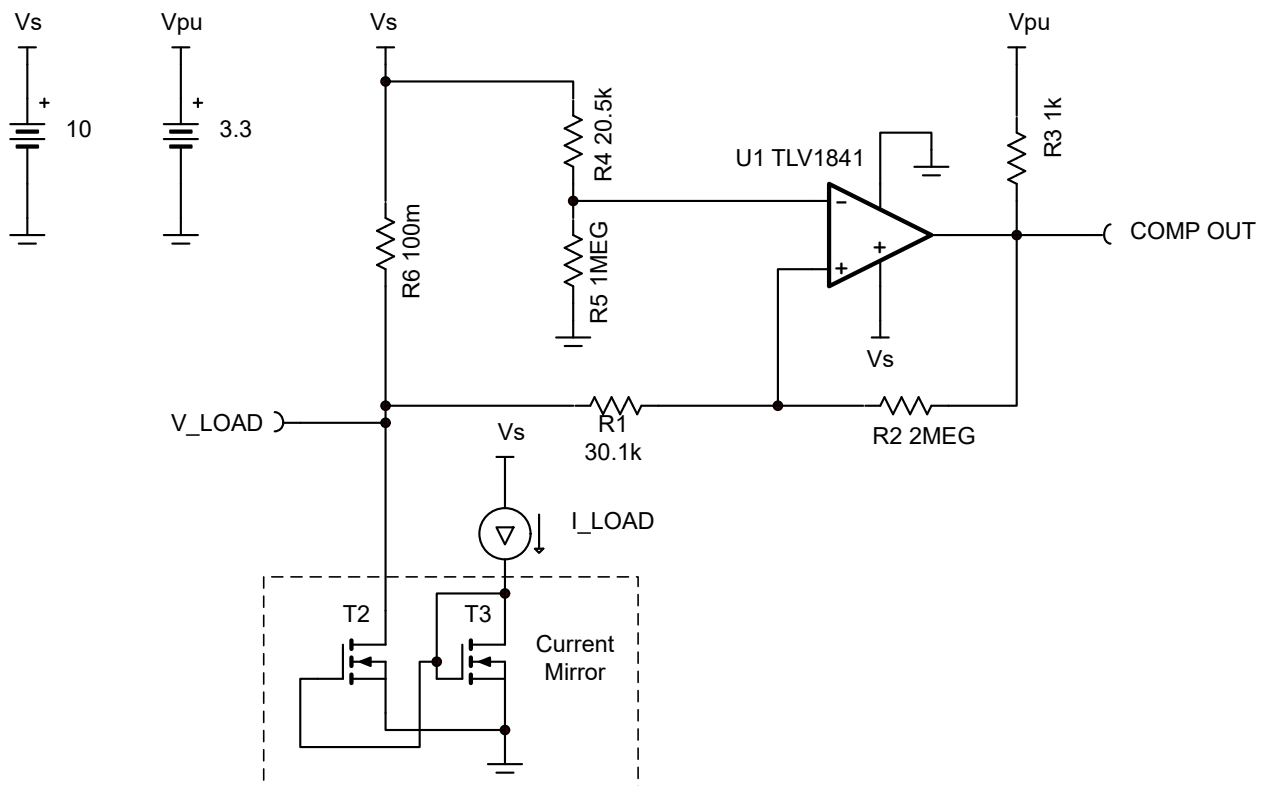 Vs
Vpu
Vs
Vpu
+
10
+
3.3
R4 20.5k
R3 1k
U1 TLV1841
−
+
+
COMP OUT
R6 100m
R5 1MEG
Vs
V_LOAD
R1
30.1k
R2 2MEG
Vs
I_LOAD
T2
T3
Current
Mirror